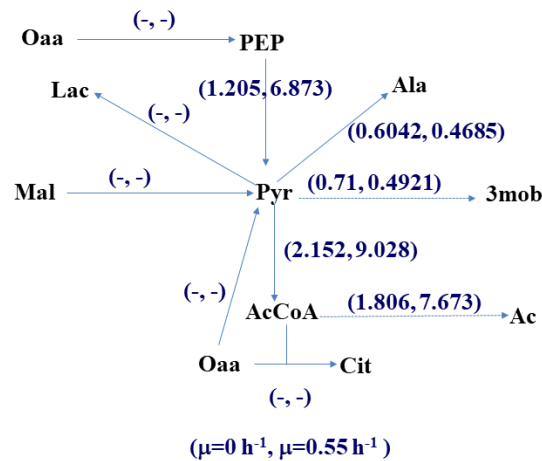 (-, -)
Oaa PEP
Lac (1.205, 6.873) Ala
(-, -) (0.6042, 0.4685)
(-, -) (0.71, 0.4921)
Mal Pyr 3mob
(2.152, 9.028)
(-, -)
(1.806, 7.673)
AcCoA Ac
Oaa Cit
(-, -)
(μ=0 h-1, μ=0.55 h-1 )